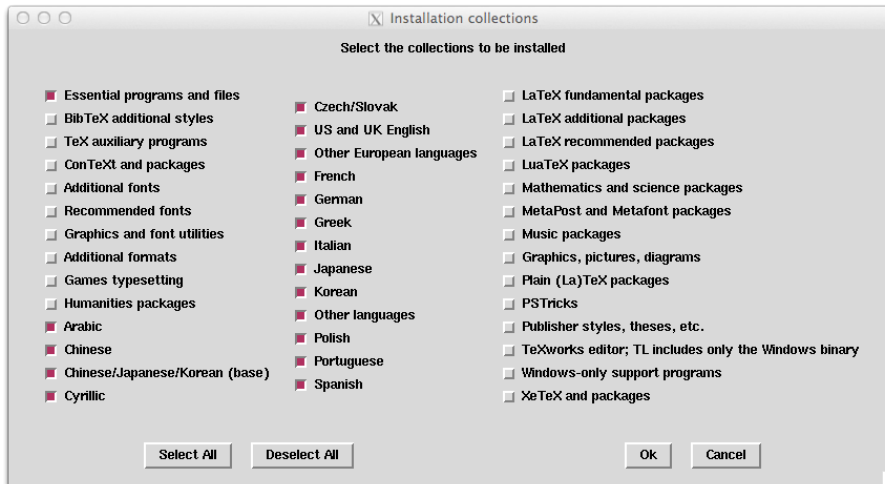 Installation collections
Select the collections to be installed
Essential programs and files
BibTeX additional styles
TeX auxiliary programs
ConTeXt and packages
Additional fonts
Recommended fonts
Graphics and font utilities
Additional formats
Games typesetting
Humanities packages
Arabic
Chinese
Chinese/Japanese/Korean (base)
Cyrillic
Czech/Slovak
US and UK English
Other European languages
French
German
Greek
Italian
Japanese
Korean
Other languages
Polish
Portuguese
Spanish
LaTeX fundamental packages
LaTeX additional packages
LaTeX recommended packages
LuaTeX packages
Mathematics and science packages
MetaPost and Metafont packages
Music packages
Graphics, pictures, diagrams
Plain (La)TeX packages
PSTricks
Publisher styles, theses, etc.
TeXworks editor; TL includes only the Windows binary
Windows-only support programs
XeTeX and packages
Select All
Deselect All
Ok
Cancel